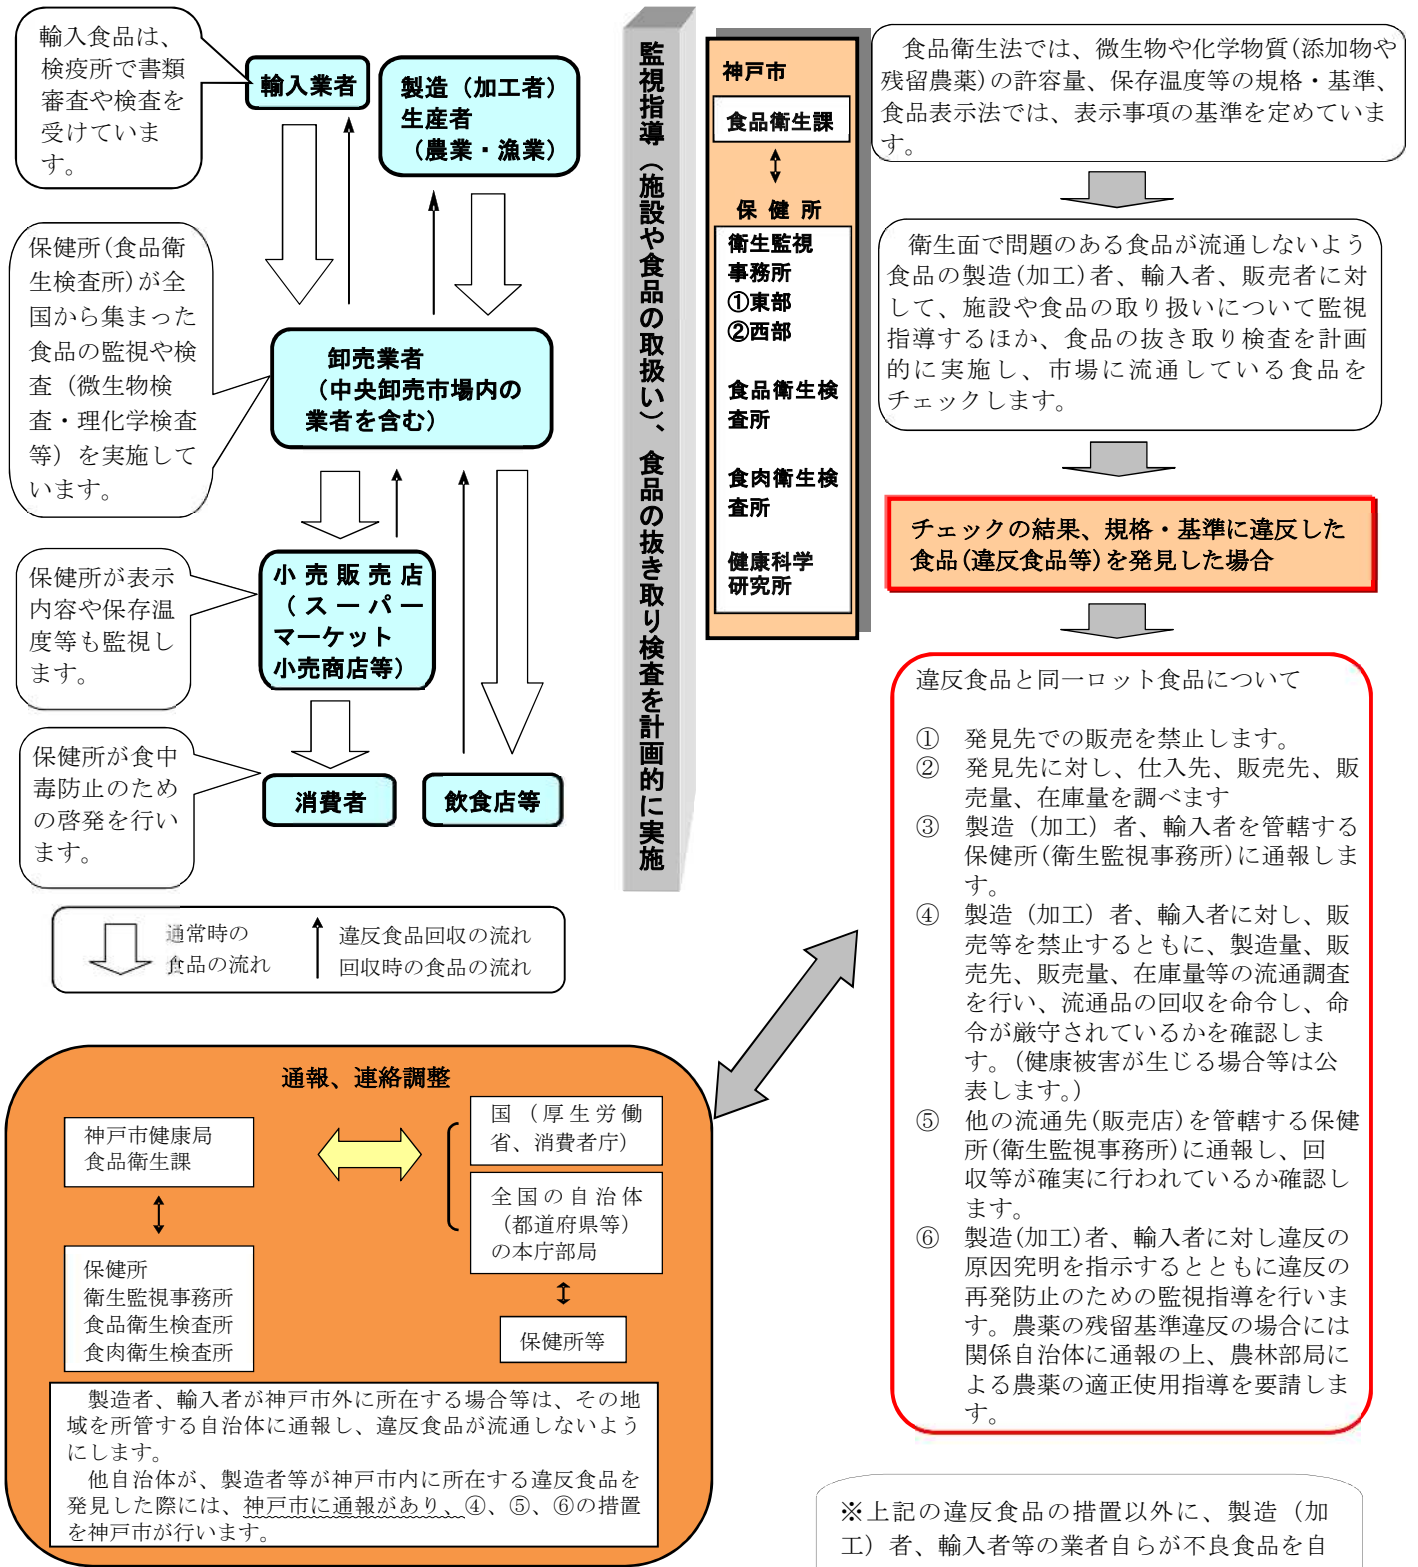 輸入食品は、
検疫所で書類
審査や検査を
受けていま
す。
輸入業者
製造（加工者）
生産者
（農業・漁業）
保健所(食品衛
生検査所)が全
国から集まった
食品の監視や検
査（微生物検
査・理化学検査
等）を実施して
います。
卸売業者
（中央卸売市場内の
業者を含む）
保健所が表示
内容や保存温
度等も監視し
ます。
小売販売店
（スーパー
マーケット
小売商店等）
保健所が食中
毒防止のため
の啓発を行い
ます。
消費者
飲食店等
通常時の
食品の流れ
違反食品回収の流れ
回収時の食品の流れ
監視指導（施設や食品の取扱い）、食品の抜き取り検査を計画的に実施
神戸市
食品衛生課
保健所
衛生監視
事務所
①東部
②西部
食品衛生検
査所
食肉衛生検
査所
健康科学
研究所
食品衛生法では、微生物や化学物質(添加物や
残留農薬)の許容量、保存温度等の規格・基準、
食品表示法では、表示事項の基準を定めていま
す。
衛生面で問題のある食品が流通しないよう
食品の製造(加工)者、輸入者、販売者に対
して、施設や食品の取り扱いについて監視
指導するほか、食品の抜き取り検査を計画
的に実施し、市場に流通している食品を
チェックします。
チェックの結果、規格・基準に違反した
食品(違反食品等)を発見した場合
違反食品と同一ロット食品について
①　発見先での販売を禁止します。
②　発見先に対し、仕入先、販売先、販
売量、在庫量を調べます
③　製造（加工）者、輸入者を管轄する
保健所(衛生監視事務所)に通報しま
す。
④　製造（加工）者、輸入者に対し、販
売等を禁止するともに、製造量、販
売先、販売量、在庫量等の流通調査
を行い、流通品の回収を命令し、命
令が厳守されているかを確認しま
す。（健康被害が生じる場合等は公
表します。）
⑤　他の流通先(販売店)を管轄する保健
所(衛生監視事務所)に通報し、回
収等が確実に行われているか確認し
ます。
⑥　製造(加工)者、輸入者に対し違反の
原因究明を指示するとともに違反の
再発防止のための監視指導を行いま
す。農薬の残留基準違反の場合には
関係自治体に通報の上、農林部局に
よる農薬の適正使用指導を要請しま
す。
通報、連絡調整
神戸市健康局
食品衛生課
国（厚生労働
省、消費者庁）
全国の自治体
（都道府県等）
の本庁部局
保健所
衛生監視事務所
食品衛生検査所
食肉衛生検査所
保健所等
製造者、輸入者が神戸市外に所在する場合等は、その地
域を所管する自治体に通報し、違反食品が流通しないよう
にします。
他自治体が、製造者等が神戸市内に所在する違反食品を
発見した際には、神戸市に通報があり、④、⑤、⑥の措置
を神戸市が行います。
※上記の違反食品の措置以外に、製造（加
工）者、輸入者等の業者自らが不良食品を自